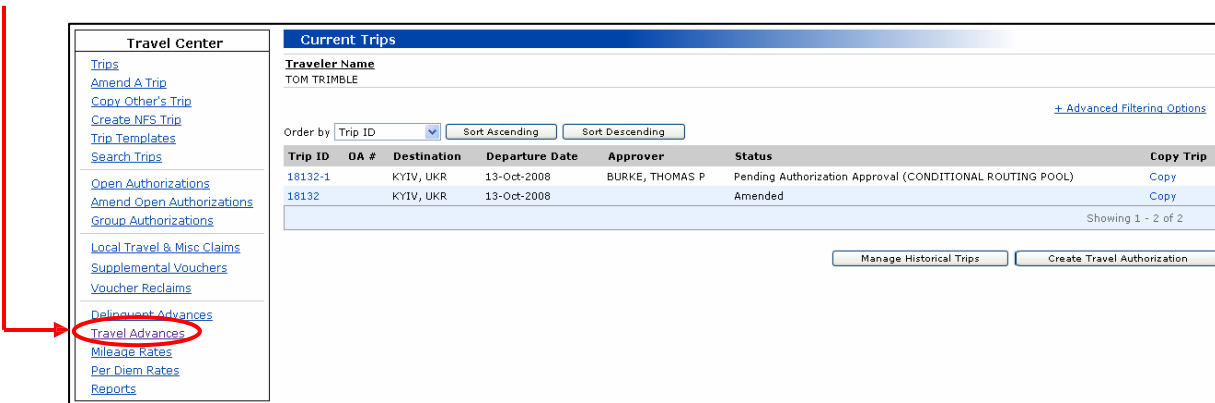 Travel Center
Trips
Amend A Trip
Copy Other's Trip
Create NFS Trip
Trip Templates
Search Trips
Open Authorizations
Amend Open Authorizations
Group Authorizations
Local Travel & Misc Claims
Supplemental Vouchers
Voucher Reclaims
Delinquent Advances
Travel Advances
Mileage Rates
Per Diem Rates
Reports
Current Trips
Traveler Name
TOM TRIMBLE
+ Advanced Filtering Options
Order by Trip ID Sort Ascending Sort Descending
Trip ID OA # Destination Departure Date Approver Status Copy Trip
18132-1 KYIV, UKR 13-Oct-2008 BURKE, THOMAS P Pending Authorization Approval (CONDITIONAL ROUTING POOL) Copy
18132 KYIV, UKR 13-Oct-2008 Amended Copy
Showing 1 - 2 of 2
Manage Historical Trips Create Travel Authorization